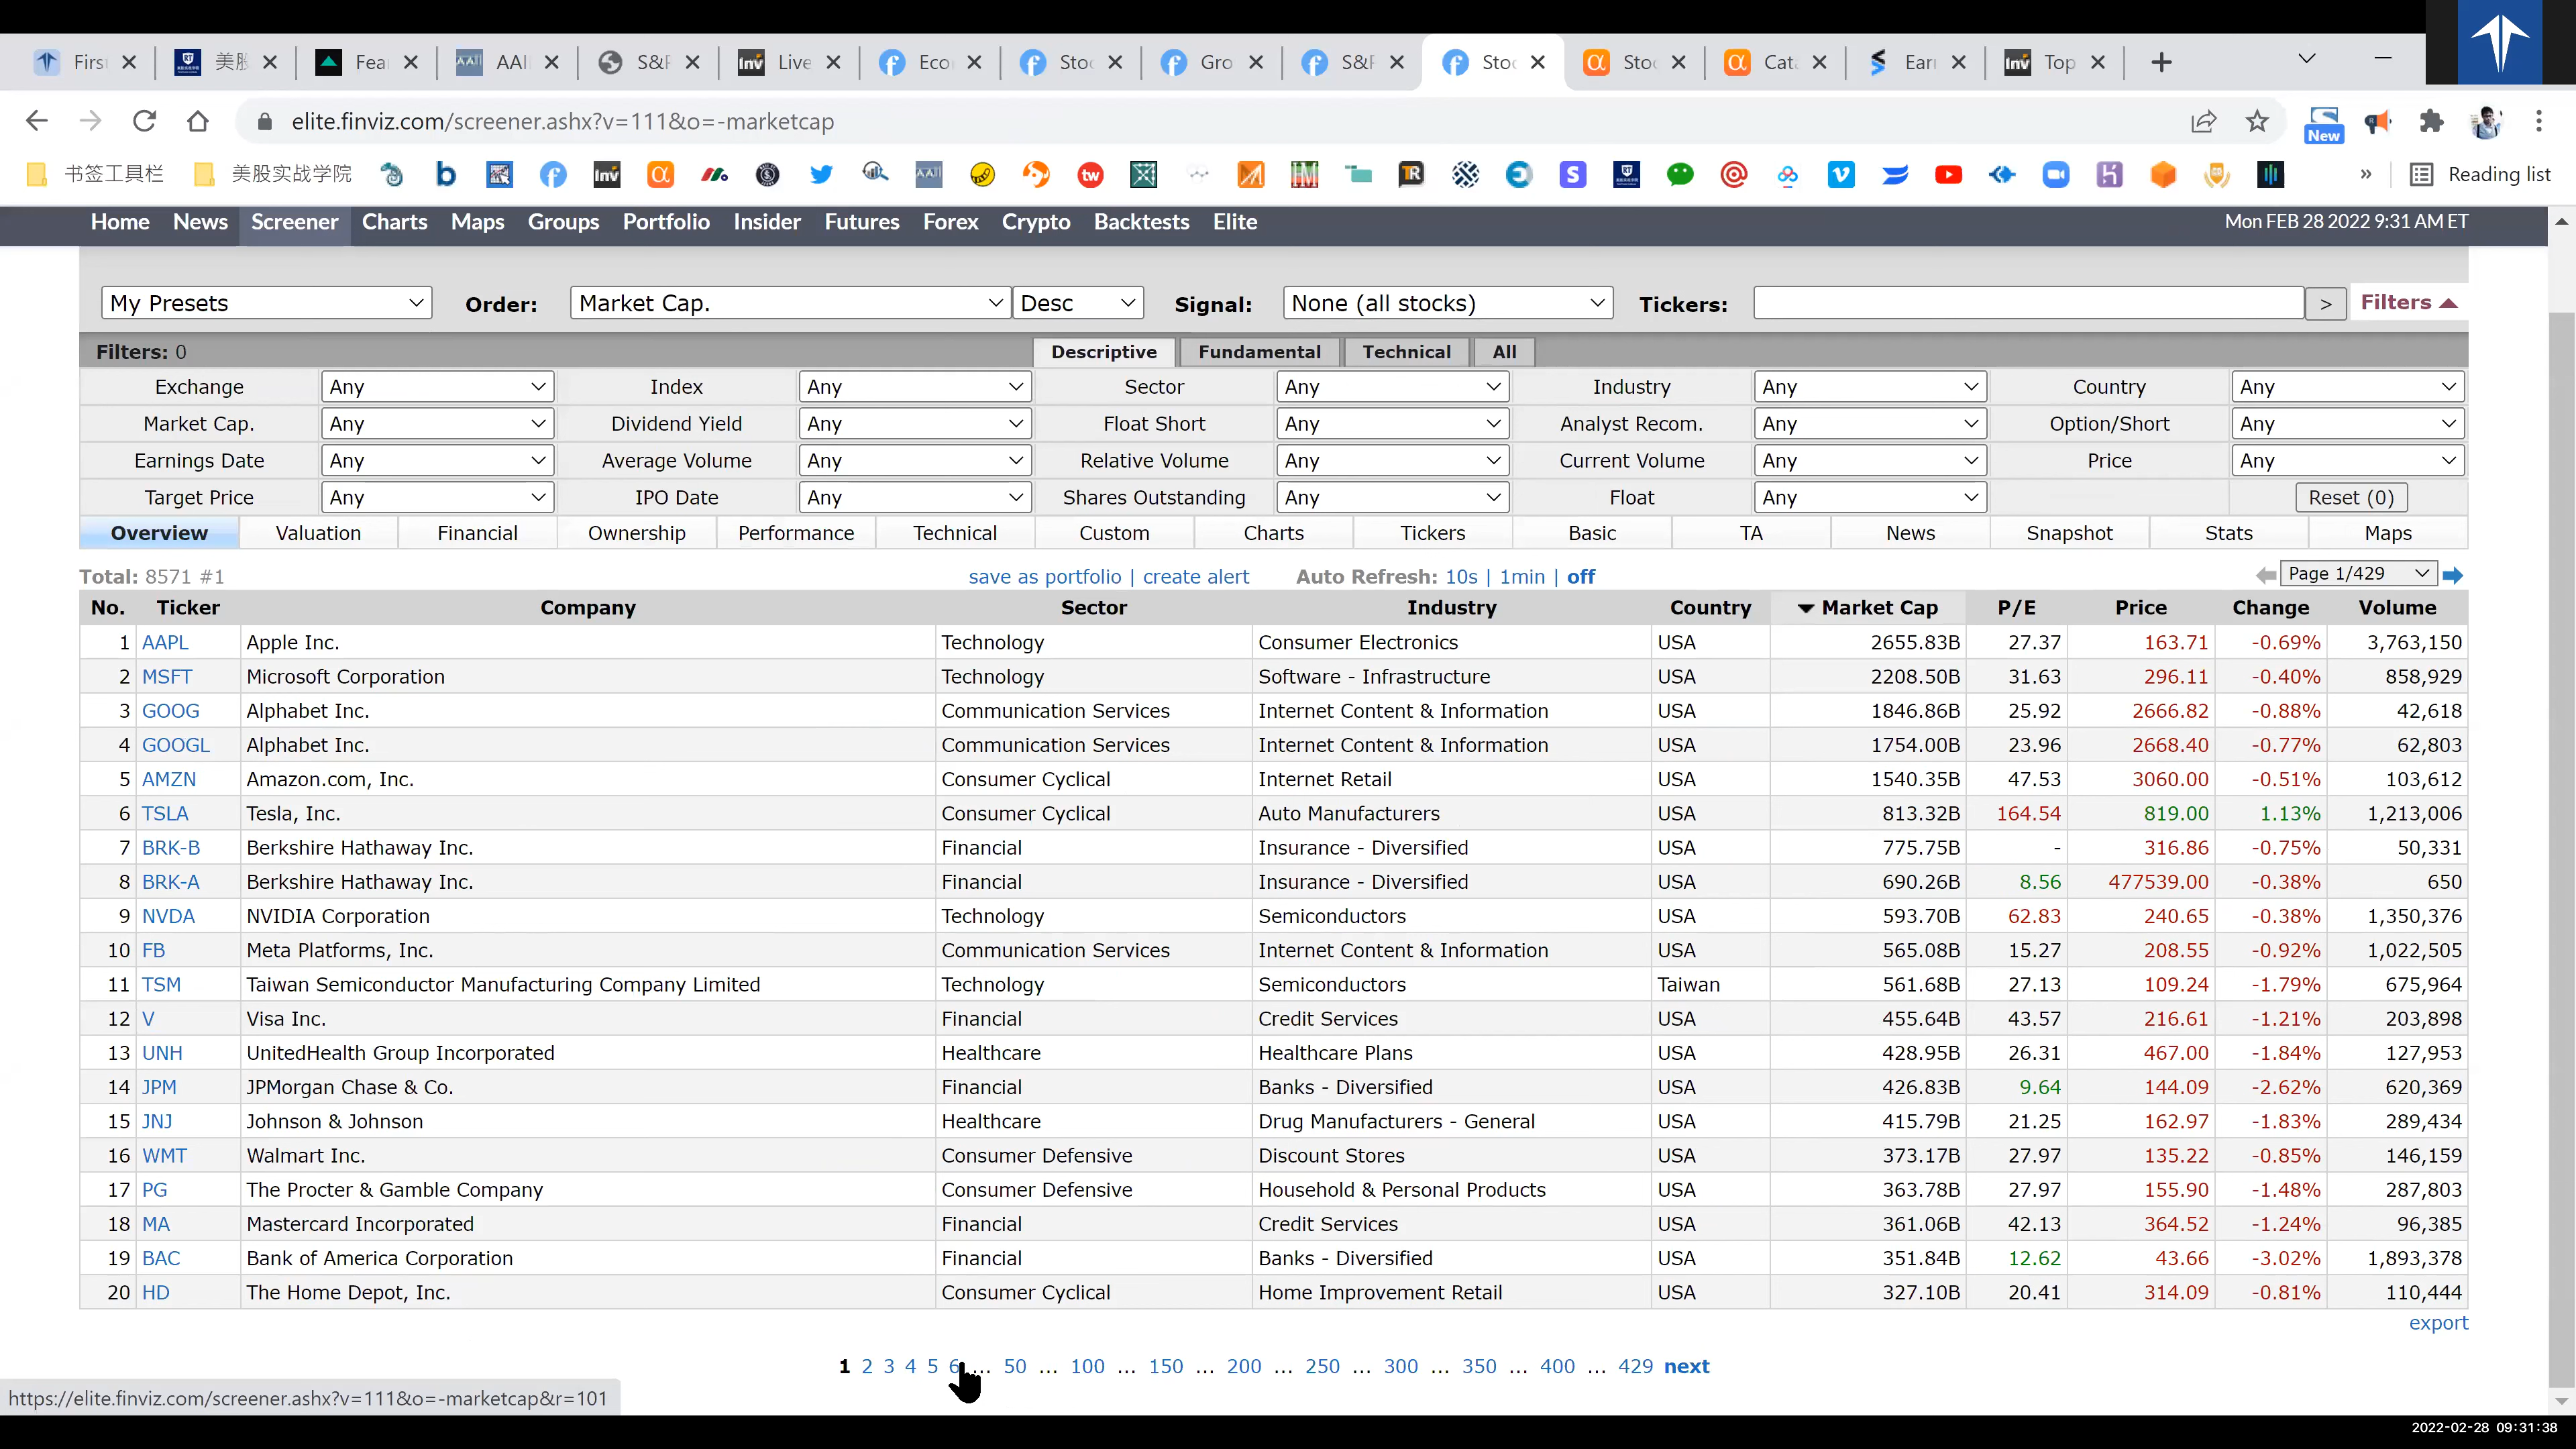 Firs
美股
Fear
AAI
S&P
Live
Eco
Stoc
Gro
S&P
Stoc
Stoc
Cata
Earn
Top
elite.finviz.com/screener.ashx?v=111&o=-marketcap
New
书签工具栏 美股实战学院 Reading list
Home News Screener Charts Maps Groups Portfolio Insider Futures Forex Crypto Backtests Elite Mon FEB 28 2022 9:31 AM ET
My Presets Order: Market Cap. Desc Signal: None (all stocks) Tickers: > Filters
Filters: 0 Descriptive Fundamental Technical All
Exchange Any Index Any Sector Any Industry Any Country Any
Market Cap. Any Dividend Yield Any Float Short Any Analyst Recom. Any Option/Short Any
Earnings Date Any Average Volume Any Relative Volume Any Current Volume Any Price Any
Target Price Any IPO Date Any Shares Outstanding Any Float Any Reset (0)
Overview Valuation Financial Ownership Performance Technical Custom Charts Tickers Basic TA News Snapshot Stats Maps
Total: 8571 #1 save as portfolio | create alert Auto Refresh: 10s | 1min | off Page 1/429
No. Ticker Company Sector Industry Country Market Cap P/E Price Change Volume
1 AAPL Apple Inc. Technology Consumer Electronics USA 2655.83B 27.37 163.71 -0.69% 3,763,150
2 MSFT Microsoft Corporation Technology Software - Infrastructure USA 2208.50B 31.63 296.11 -0.40% 858,929
3 GOOG Alphabet Inc. Communication Services Internet Content & Information USA 1846.86B 25.92 2666.82 -0.88% 42,618
4 GOOGL Alphabet Inc. Communication Services Internet Content & Information USA 1754.00B 23.96 2668.40 -0.77% 62,803
5 AMZN Amazon.com, Inc. Consumer Cyclical Internet Retail USA 1540.35B 47.53 3060.00 -0.51% 103,612
6 TSLA Tesla, Inc. Consumer Cyclical Auto Manufacturers USA 813.32B 164.54 819.00 1.13% 1,213,006
7 BRK-B Berkshire Hathaway Inc. Financial Insurance - Diversified USA 775.75B - 316.86 -0.75% 50,331
8 BRK-A Berkshire Hathaway Inc. Financial Insurance - Diversified USA 690.26B 8.56 477539.00 -0.38% 650
9 NVDA NVIDIA Corporation Technology Semiconductors USA 593.70B 62.83 240.65 -0.38% 1,350,376
10 FB Meta Platforms, Inc. Communication Services Internet Content & Information USA 565.08B 15.27 208.55 -0.92% 1,022,505
11 TSM Taiwan Semiconductor Manufacturing Company Limited Technology Semiconductors Taiwan 561.68B 27.13 109.24 -1.79% 675,964
12 V Visa Inc. Financial Credit Services USA 455.64B 43.57 216.61 -1.21% 203,898
13 UNH UnitedHealth Group Incorporated Healthcare Healthcare Plans USA 428.95B 26.31 467.00 -1.84% 127,953
14 JPM JPMorgan Chase & Co. Financial Banks - Diversified USA 426.83B 9.64 144.09 -2.62% 620,369
15 JNJ Johnson & Johnson Healthcare Drug Manufacturers - General USA 415.79B 21.25 162.97 -1.83% 289,434
16 WMT Walmart Inc. Consumer Defensive Discount Stores USA 373.17B 27.97 135.22 -0.85% 146,159
17 PG The Procter & Gamble Company Consumer Defensive Household & Personal Products USA 363.78B 27.97 155.90 -1.48% 287,803
18 MA Mastercard Incorporated Financial Credit Services USA 361.06B 42.13 364.52 -1.24% 96,385
19 BAC Bank of America Corporation Financial Banks - Diversified USA 351.84B 12.62 43.66 -3.02% 1,893,378
20 HD The Home Depot, Inc. Consumer Cyclical Home Improvement Retail USA 327.10B 20.41 314.09 -0.81% 110,444
export
1 2 3 4 5 6 ... 50 ... 100 ... 150 ... 200 ... 250 ... 300 ... 350 ... 400 ... 429 next
https://elite.finviz.com/screener.ashx?v=111&o=-marketcap&r=101
2022-02-28 09:31:38